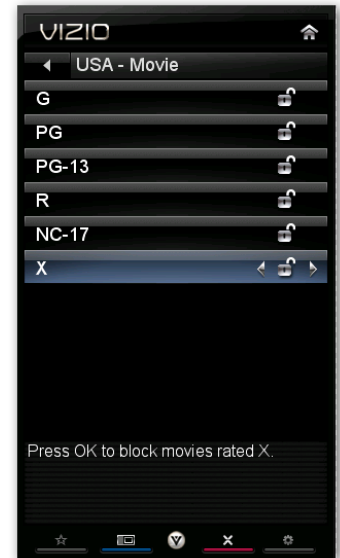 VIZIO
USA - Movie
G
PG
PG-13
R
NC-17
X
Press OK to block movies rated X.